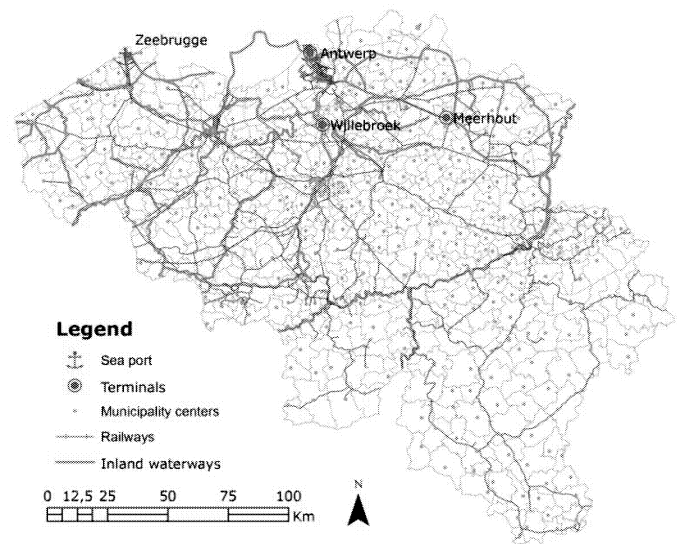 Zeebrugge
Antwerp
Willebroek
Meerhout
Legend
Sea port
Terminals
Municipality centers
Railways
Inland waterways
0 12,5 25 50 75 100
Km
N